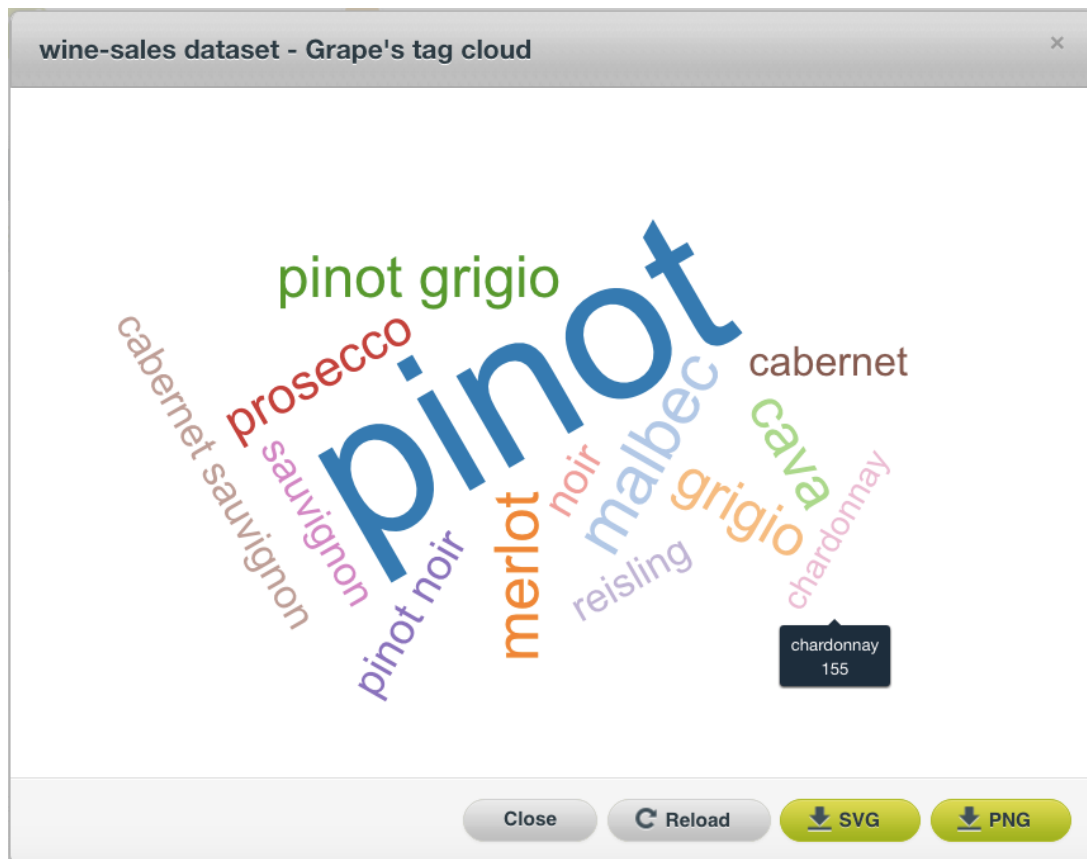 wine-sales dataset - Grape's tag cloud
×
pinot grigio
pinot
prosecco
cabernet
cabernet sauvignon
sauvignon
malbec
cava
noir
grigio
chardonnay
merlot
pinot noir
reisling
chardonnay
155
Close
Reload
SVG
PNG